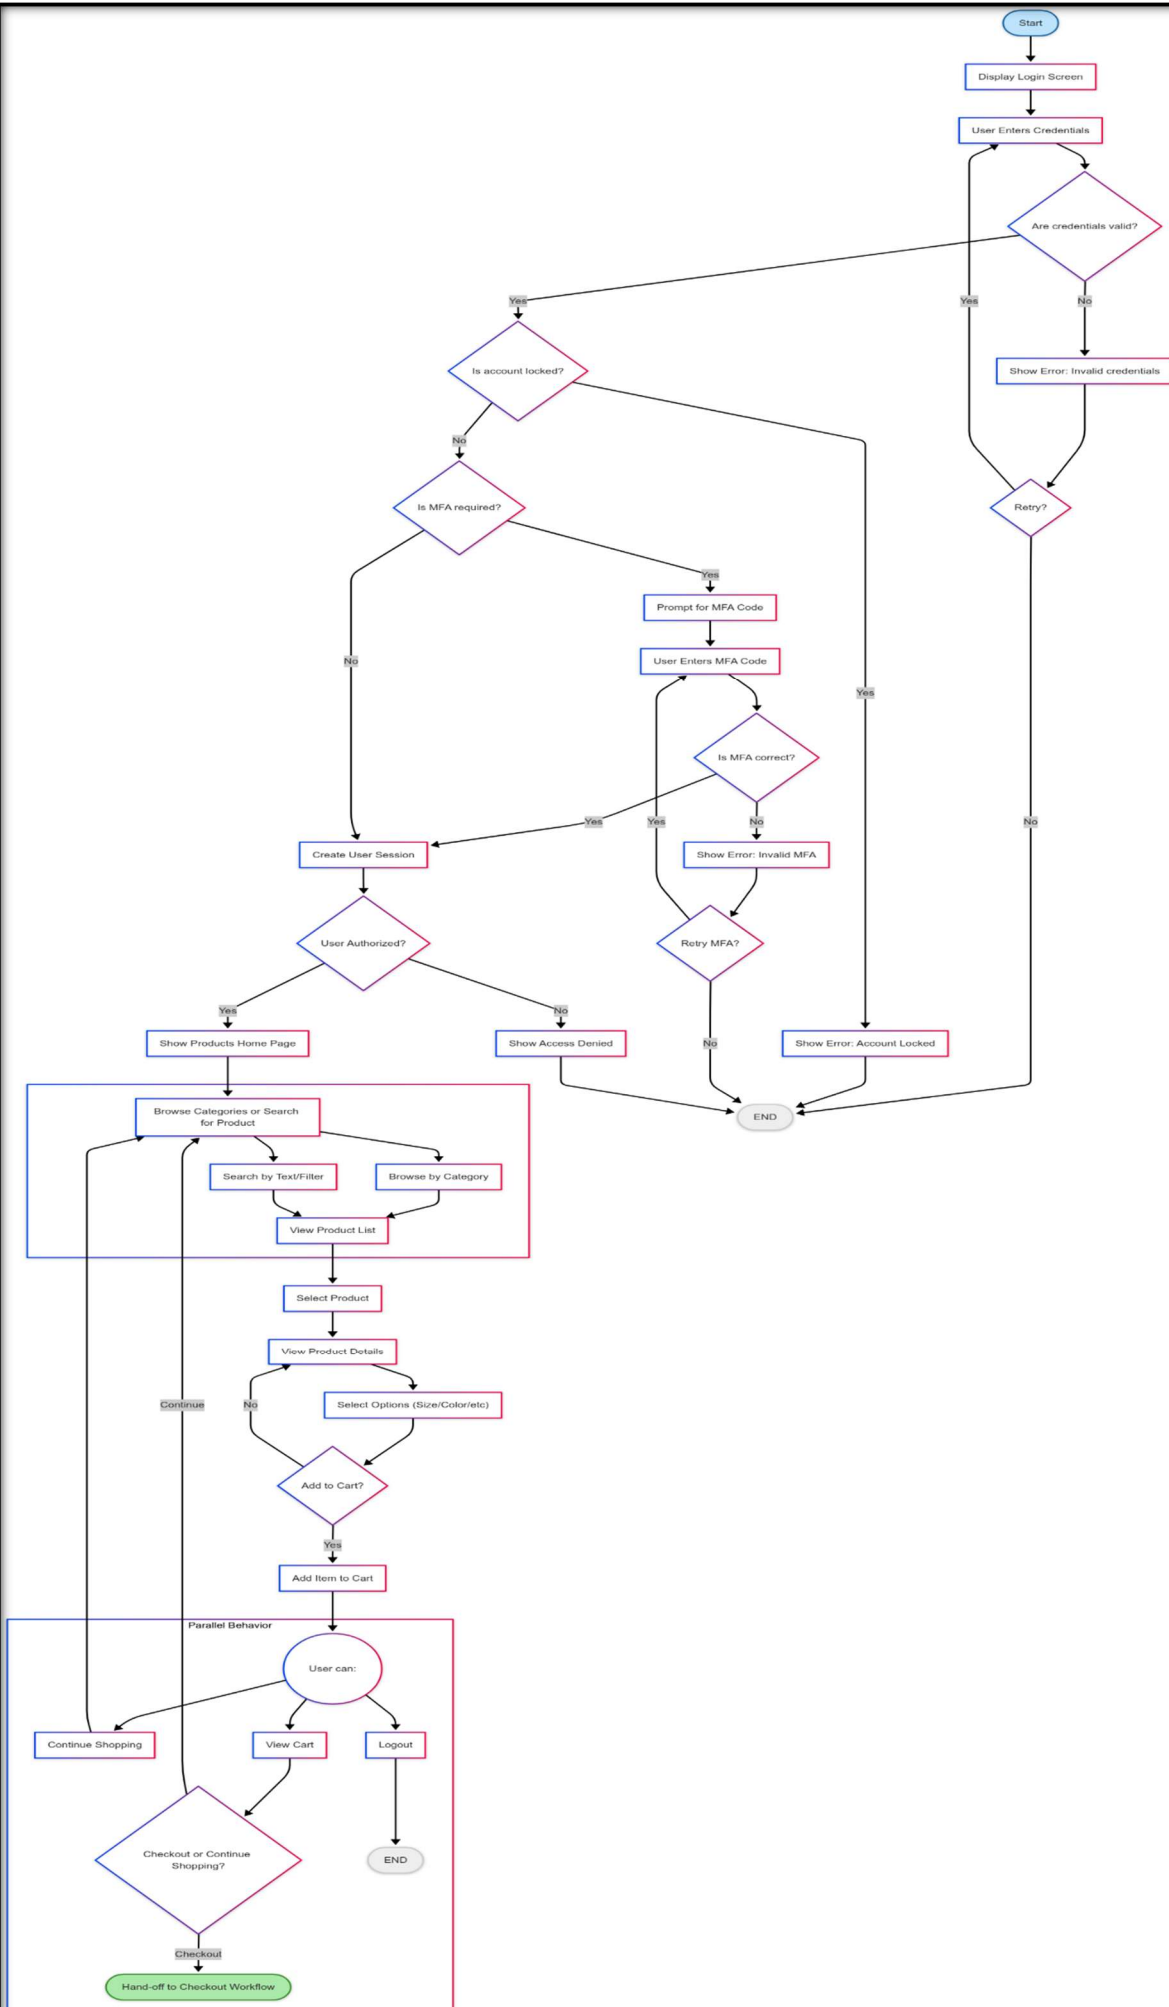 Start
Display Login Screen
User Enters Credentials
Are credentials valid?
Yes
Yes
No
Is account locked?
Show Error: Invalid credentials
No
Is MFA required?
Retry?
Yes
Prompt for MFA Code
No
User Enters MFA Code
Yes
Is MFA correct?
Yes
Yes
No
No
Create User Session
Show Error: Invalid MFA
User Authorized?
Retry MFA?
Yes
No
Show Products Home Page
Show Access Denied
No
Show Error: Account Locked
Browse Categories or Search
for Product
END
Search by Text/Filter
Browse by Category
View Product List
Select Product
View Product Details
Continue
No
Select Options (Size/Color/etc)
Add to Cart?
Yes
Add Item to Cart
Parallel Behavior
User can:
Continue Shopping
View Cart
Logout
Checkout or Continue
Shopping?
END
Checkout
Hand-off to Checkout Workflow